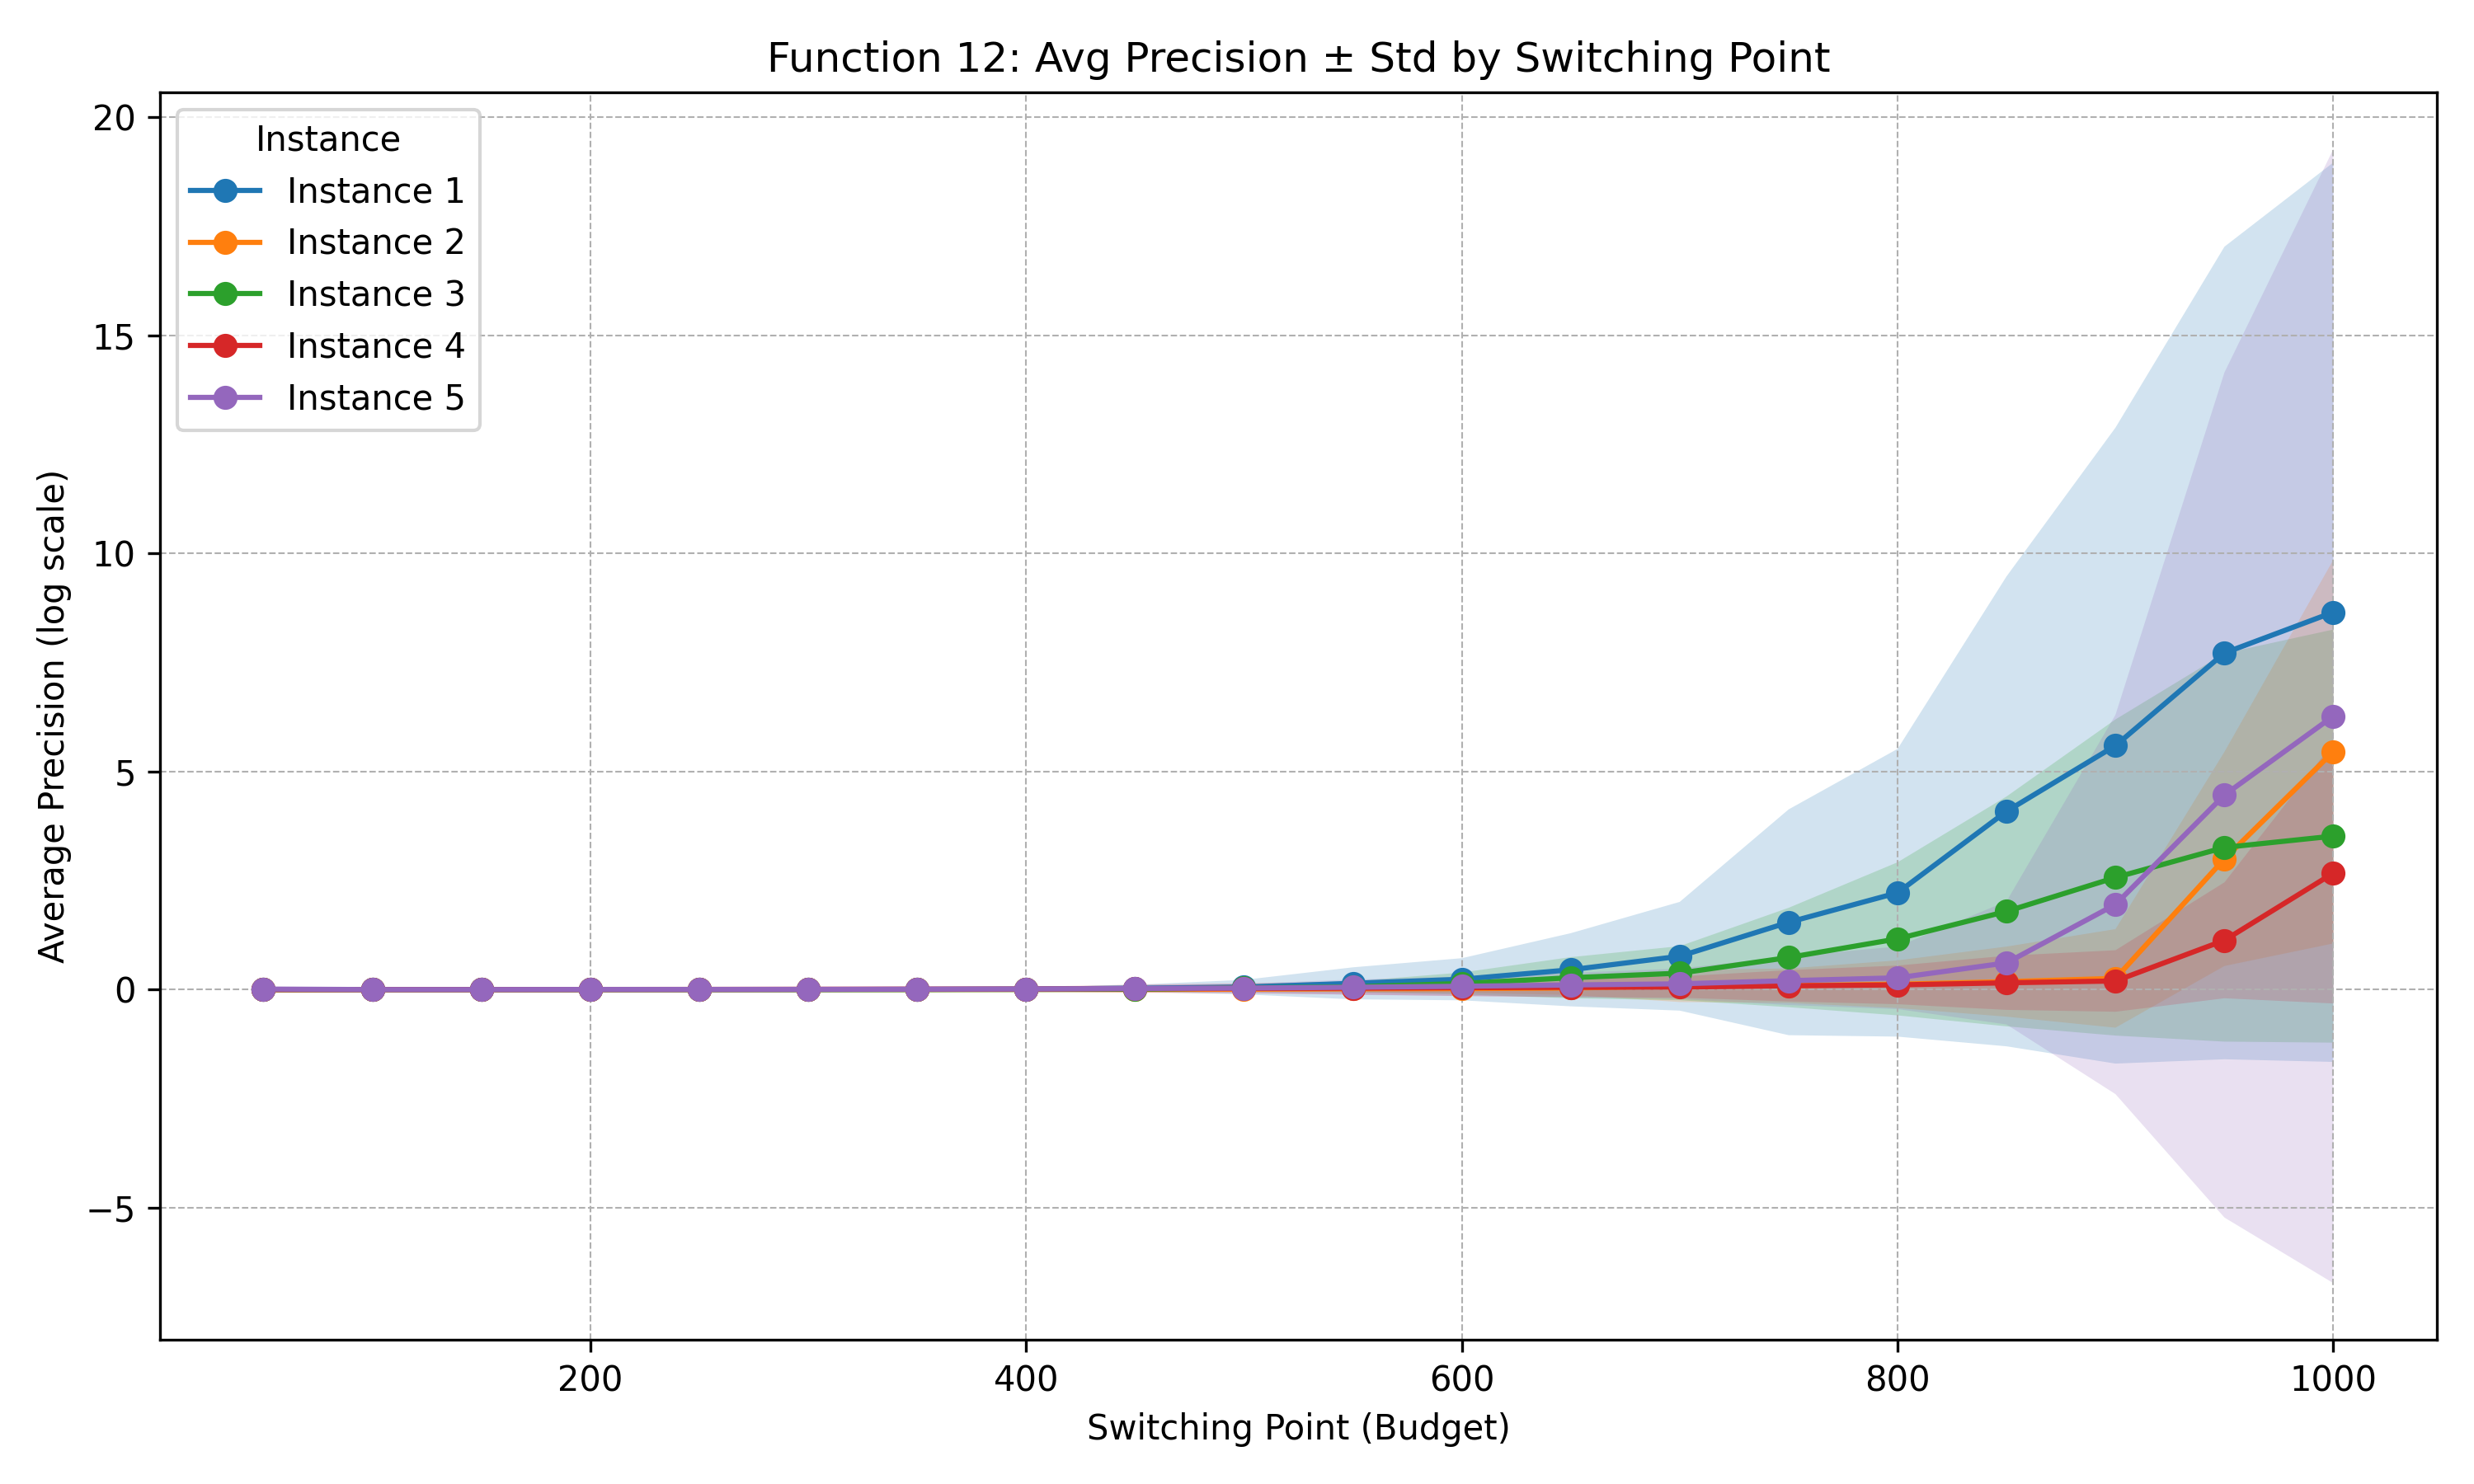 Function 12: Avg Precision ± Std by Switching Point
20
15
10
5
0
−5
Average Precision (log scale)
Instance
Instance 1
Instance 2
Instance 3
Instance 4
Instance 5
200 400 600 800 1000
Switching Point (Budget)